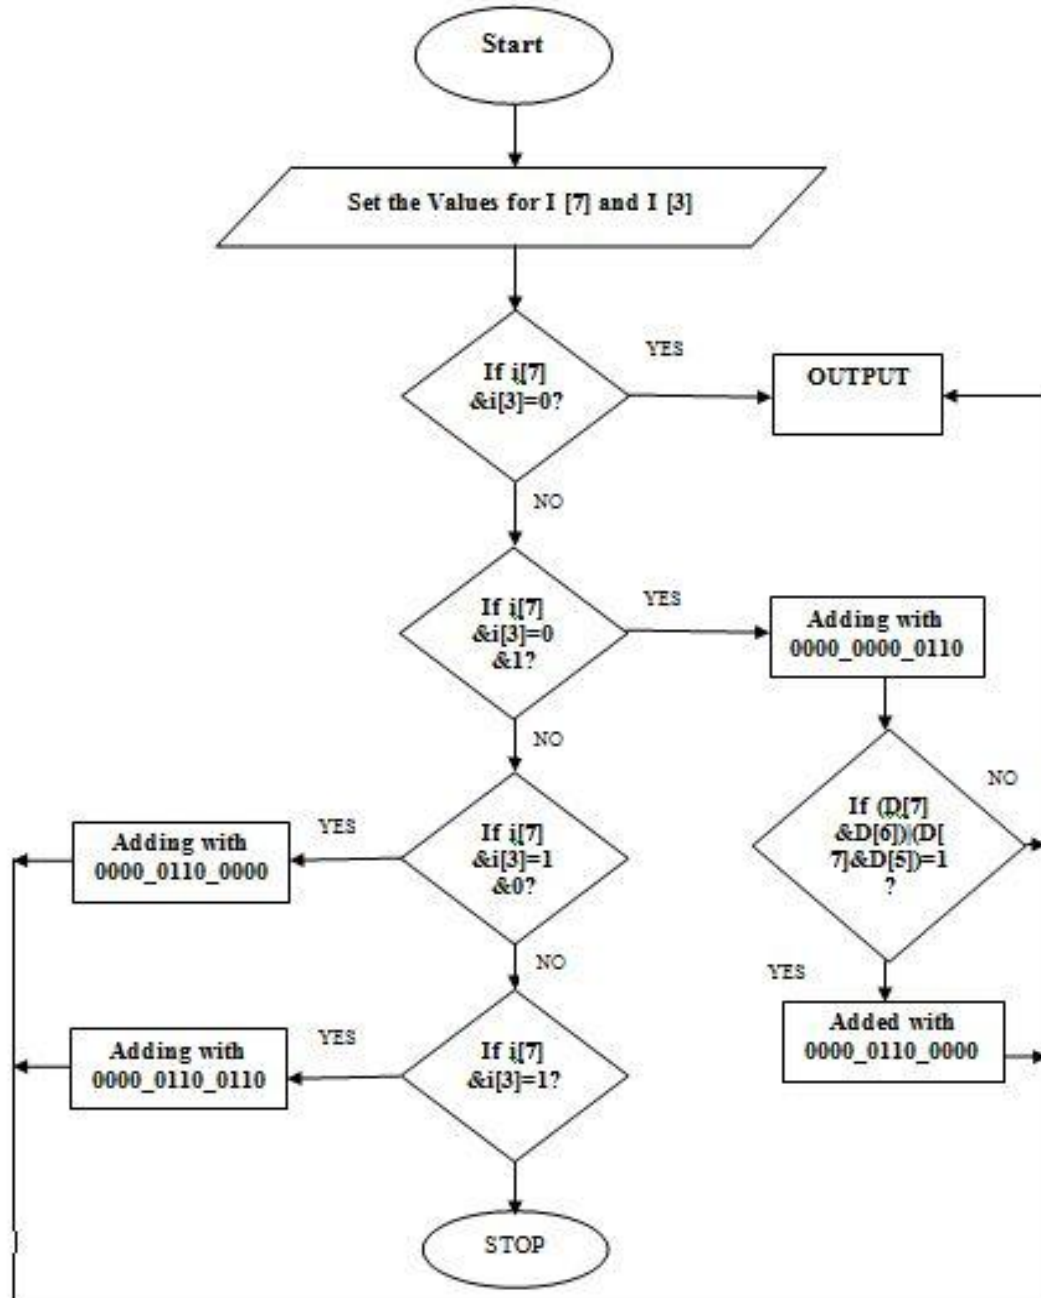 Start
Set the Values for I [7] and I [3]
If i[7]
&i[3]=0?
YES
OUTPUT
NO
If i[7]
&i[3]=0
&1?
YES
Adding with
0000_0000_0110
NO
If (D[7]
&D[6])|(D[
7]&D[5])=1
?
NO
YES
Added with
0000_0110_0000
If i[7]
&i[3]=1
&0?
YES
Adding with
0000_0110_0000
NO
If i[7]
&i[3]=1?
YES
Adding with
0000_0110_0110
STOP